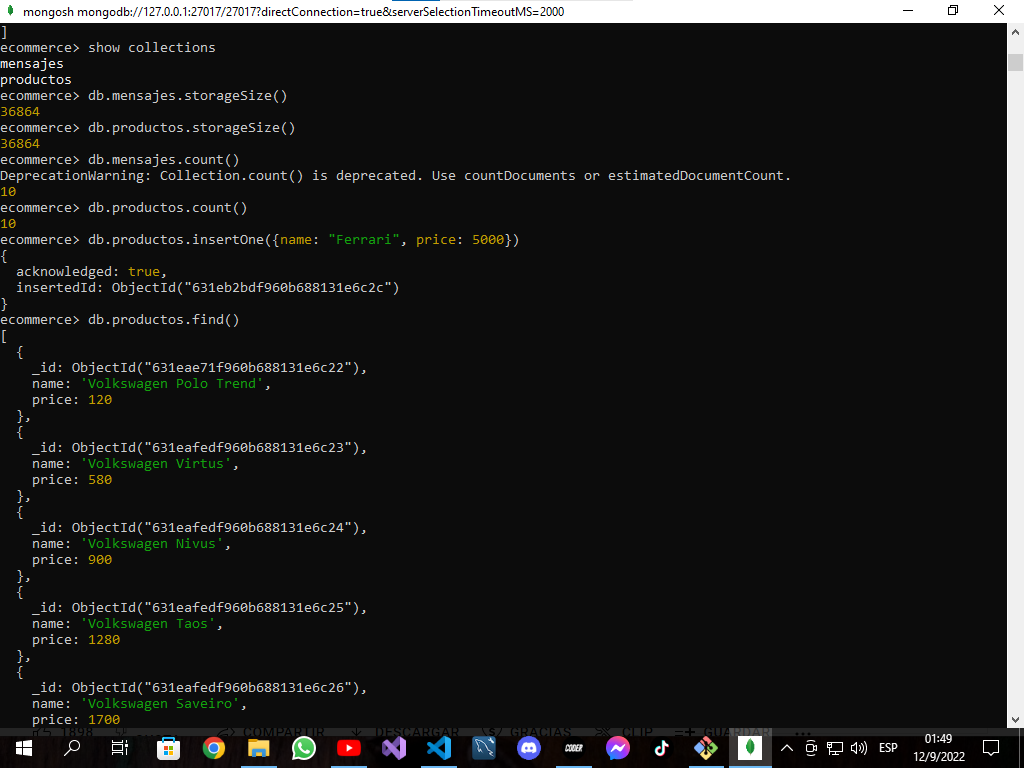 mongosh mongodb://127.0.0.1:27017/27017?directConnection=true&serverSelectionTimeoutMS=2000
]
ecommerce> show collections
mensajes
productos
ecommerce> db.mensajes.storageSize()
36864
ecommerce> db.productos.storageSize()
36864
ecommerce> db.mensajes.count()
DeprecationWarning: Collection.count() is deprecated. Use countDocuments or estimatedDocumentCount.
10
ecommerce> db.productos.count()
10
ecommerce> db.productos.insertOne({name: "Ferrari", price: 5000})
{
  acknowledged: true,
  insertedId: ObjectId("631eb2bdf960b688131e6c2c")
}
ecommerce> db.productos.find()
[
  {
    _id: ObjectId("631eae71f960b688131e6c22"),
    name: 'Volkswagen Polo Trend',
    price: 120
  },
  {
    _id: ObjectId("631eafedf960b688131e6c23"),
    name: 'Volkswagen Virtus',
    price: 580
  },
  {
    _id: ObjectId("631eafedf960b688131e6c24"),
    name: 'Volkswagen Nivus',
    price: 900
  },
  {
    _id: ObjectId("631eafedf960b688131e6c25"),
    name: 'Volkswagen Taos',
    price: 1280
  },
  {
    _id: ObjectId("631eafedf960b688131e6c26"),
    name: 'Volkswagen Saveiro',
    price: 1700
1898 COMPARTIR DESCARGAR GRACIAS CLIP GUARDAR
CODER
ESP
01:49
12/9/2022